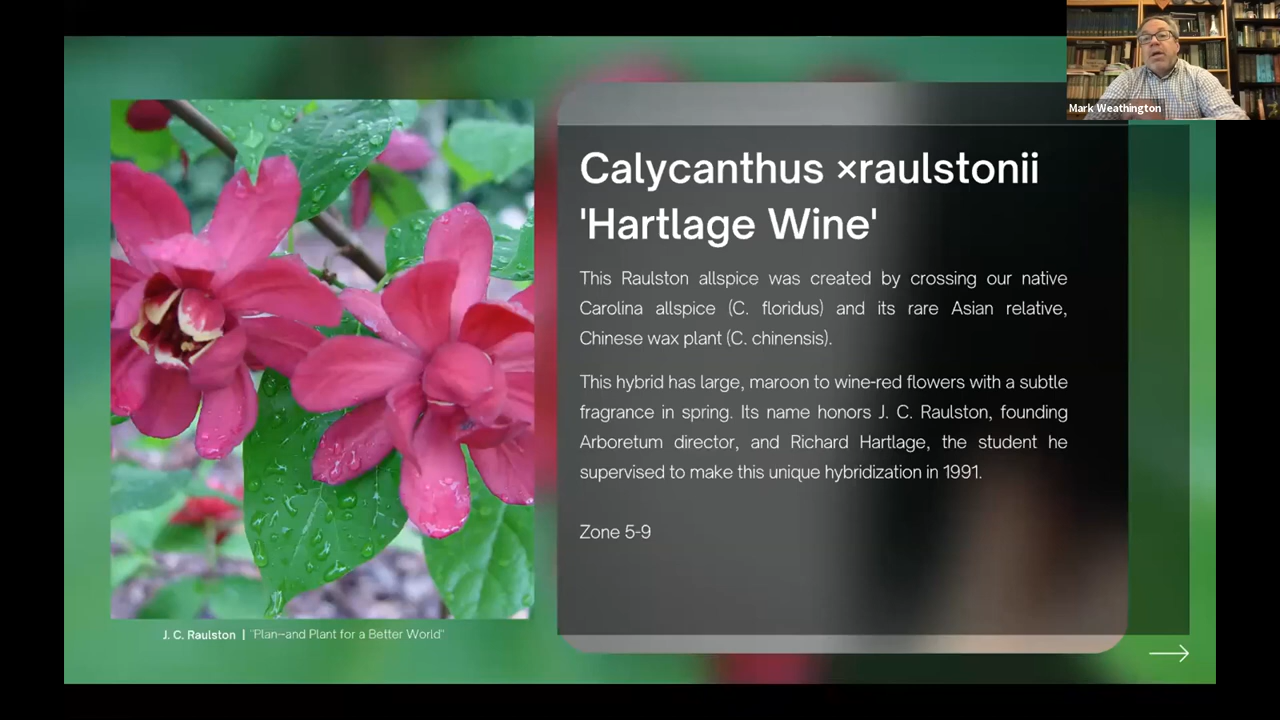 Mark Weathington
Calycanthus ×raulstonii
'Hartlage Wine'
This Raulston allspice was created by crossing our native
Carolina allspice (C. floridus) and its rare Asian relative,
Chinese wax plant (C. chinensis).
This hybrid has large, maroon to wine-red flowers with a subtle
fragrance in spring. Its name honors J. C. Raulston, founding
Arboretum director, and Richard Hartlage, the student he
supervised to make this unique hybridization in 1991.
Zone 5-9
J. C. Raulston | "Plan—and Plant for a Better World"